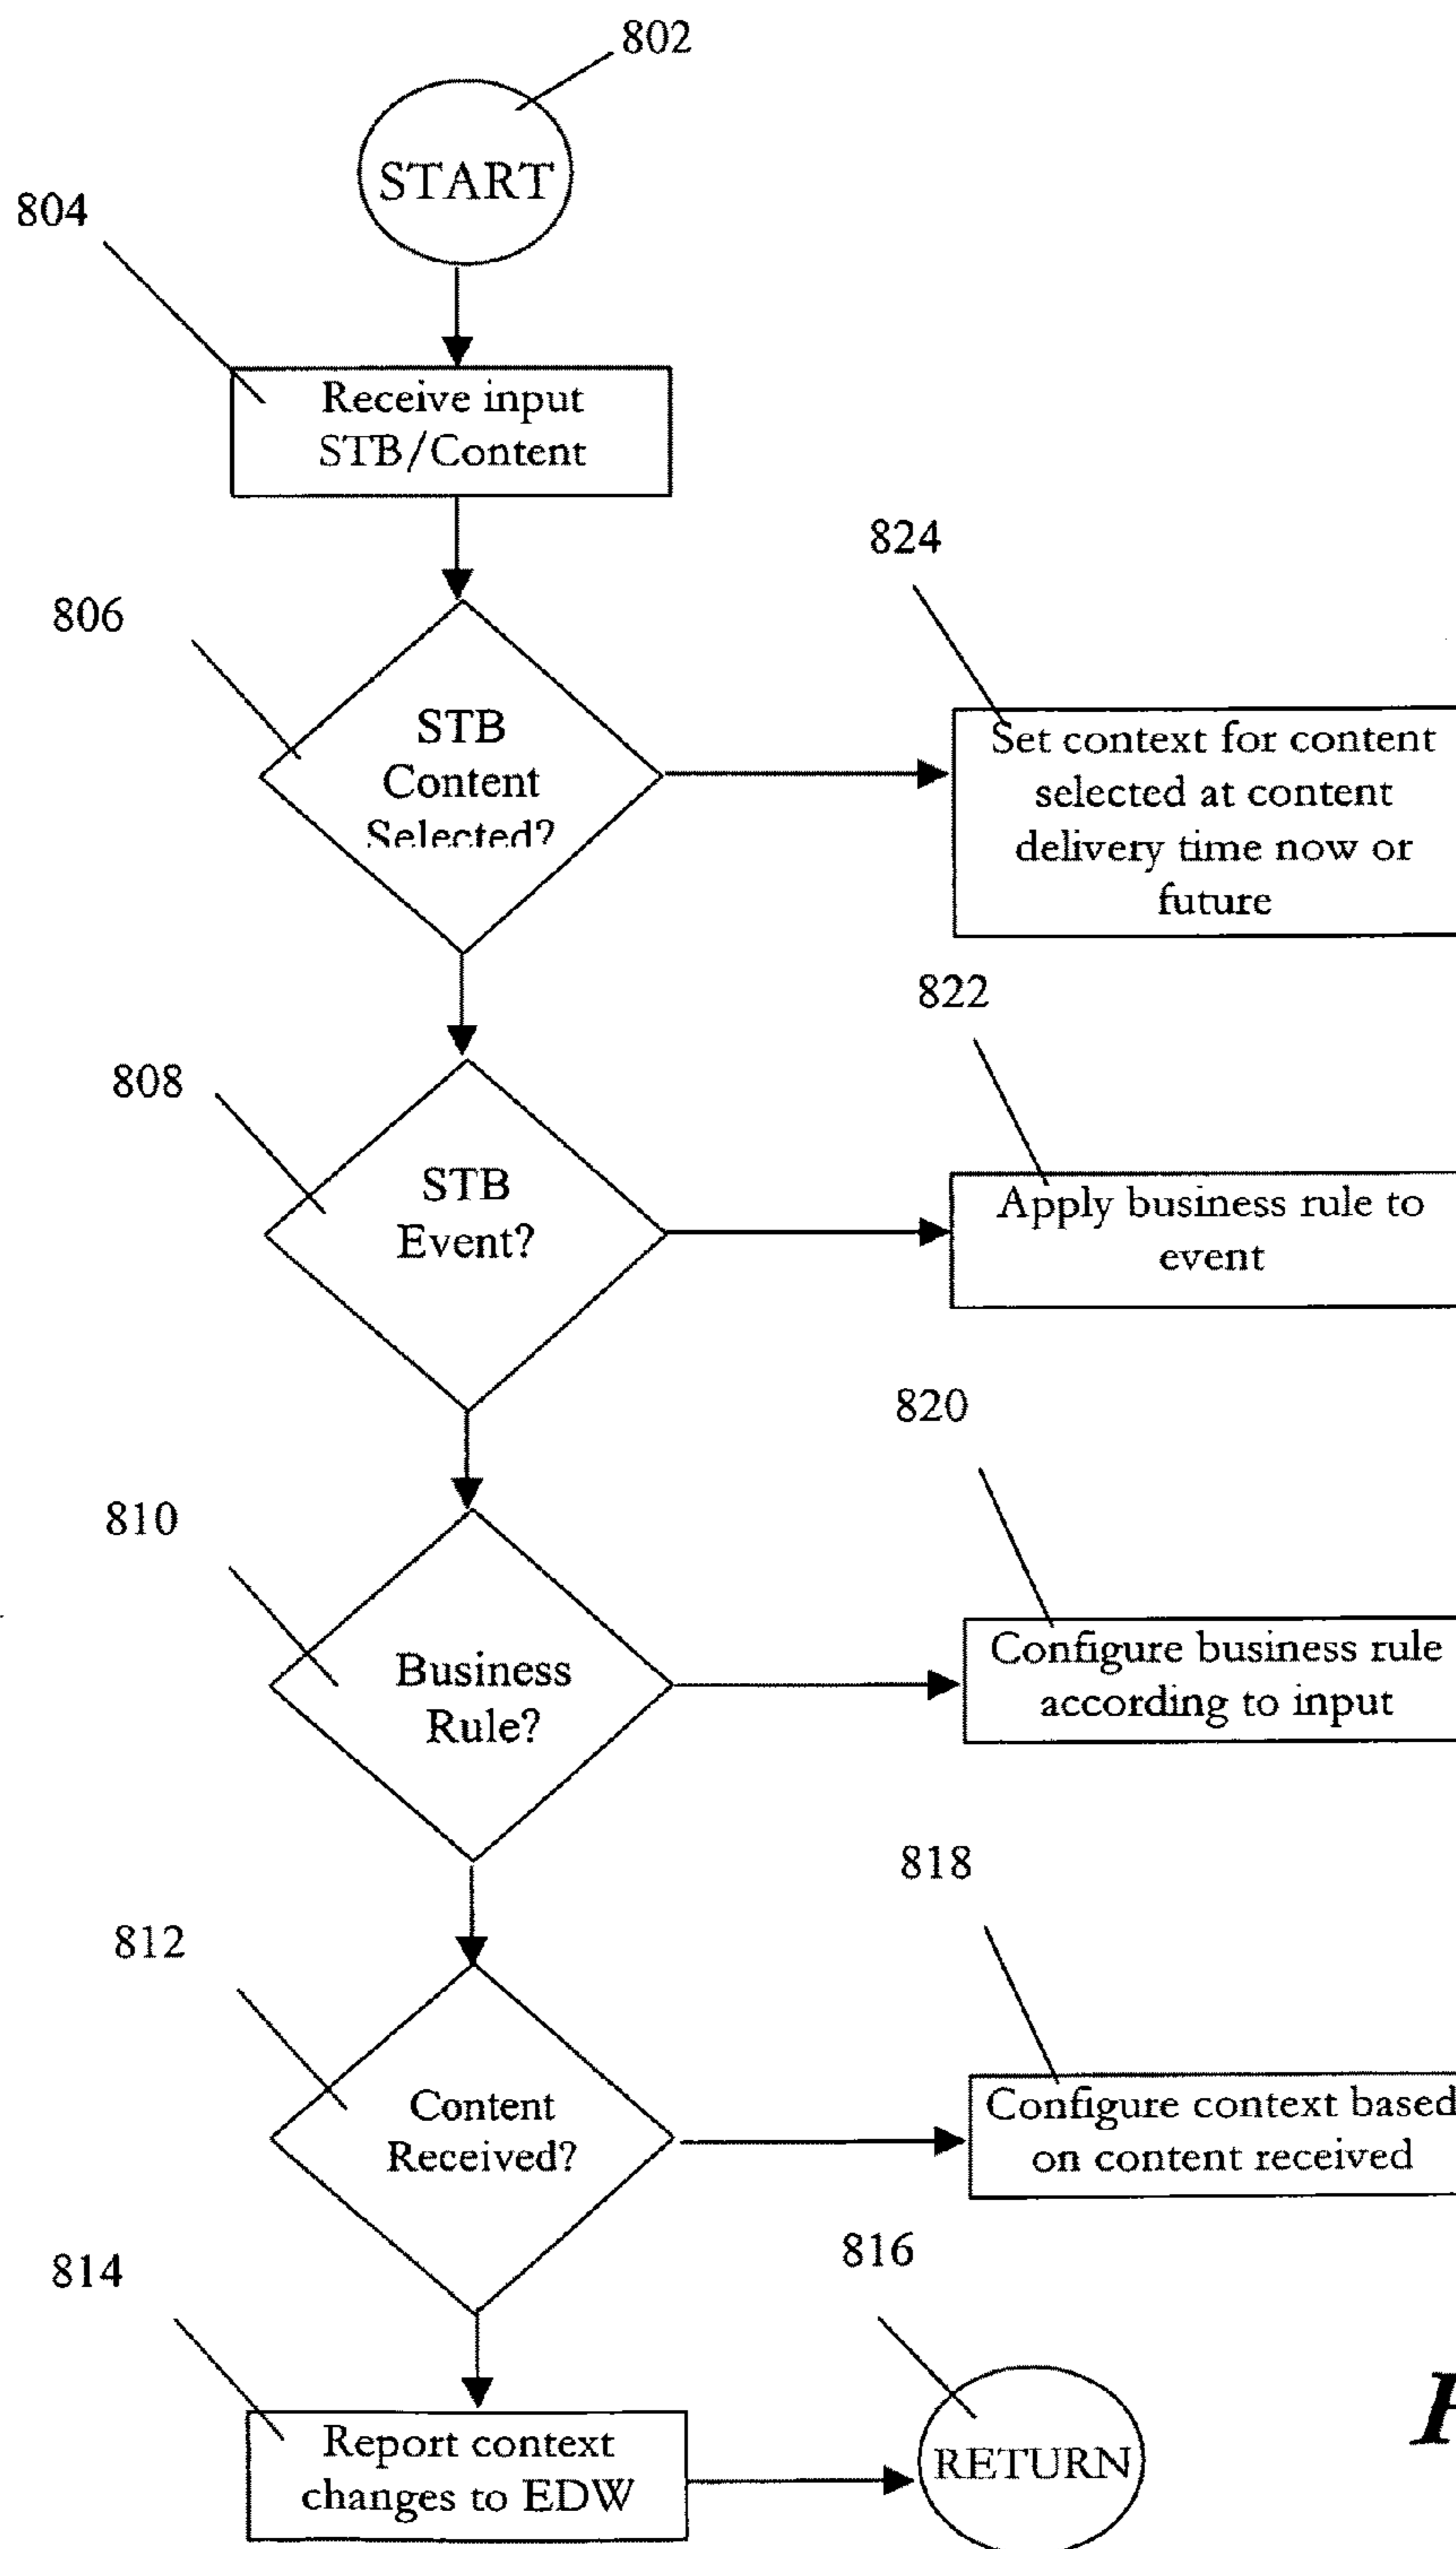 802
START
804
Receive input
STB/Content
824
806
STB
Content
Selected?
Set context for content
selected at content
delivery time now or
future
822
808
STB
Event?
Apply business rule to
event
820
810
Business
Rule?
Configure business rule
according to input
818
812
Content
Received?
Configure context based
on content received
816
814
Report context
changes to EDW
RETURN